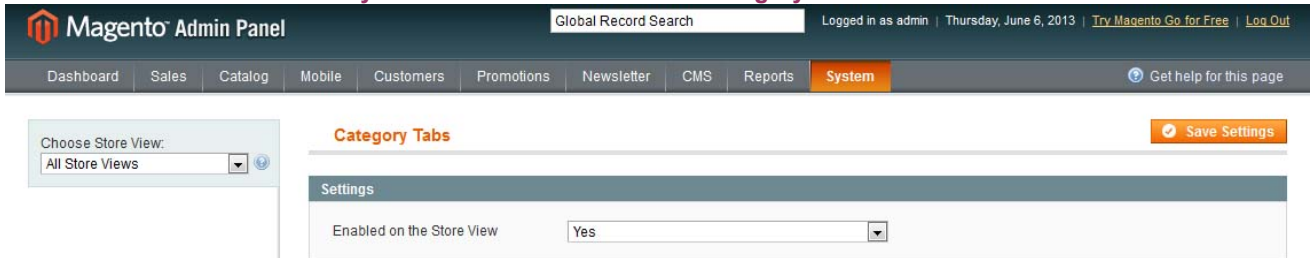 Magento Admin Panel
Global Record Search
Logged in as admin | Thursday, June 6, 2013 | Try Magento Go for Free | Log Out
Dashboard Sales Catalog Mobile Customers Promotions Newsletter CMS Reports System Get help for this page
Choose Store View:
All Store Views
Category Tabs
Save Settings
Settings
Enabled on the Store View Yes